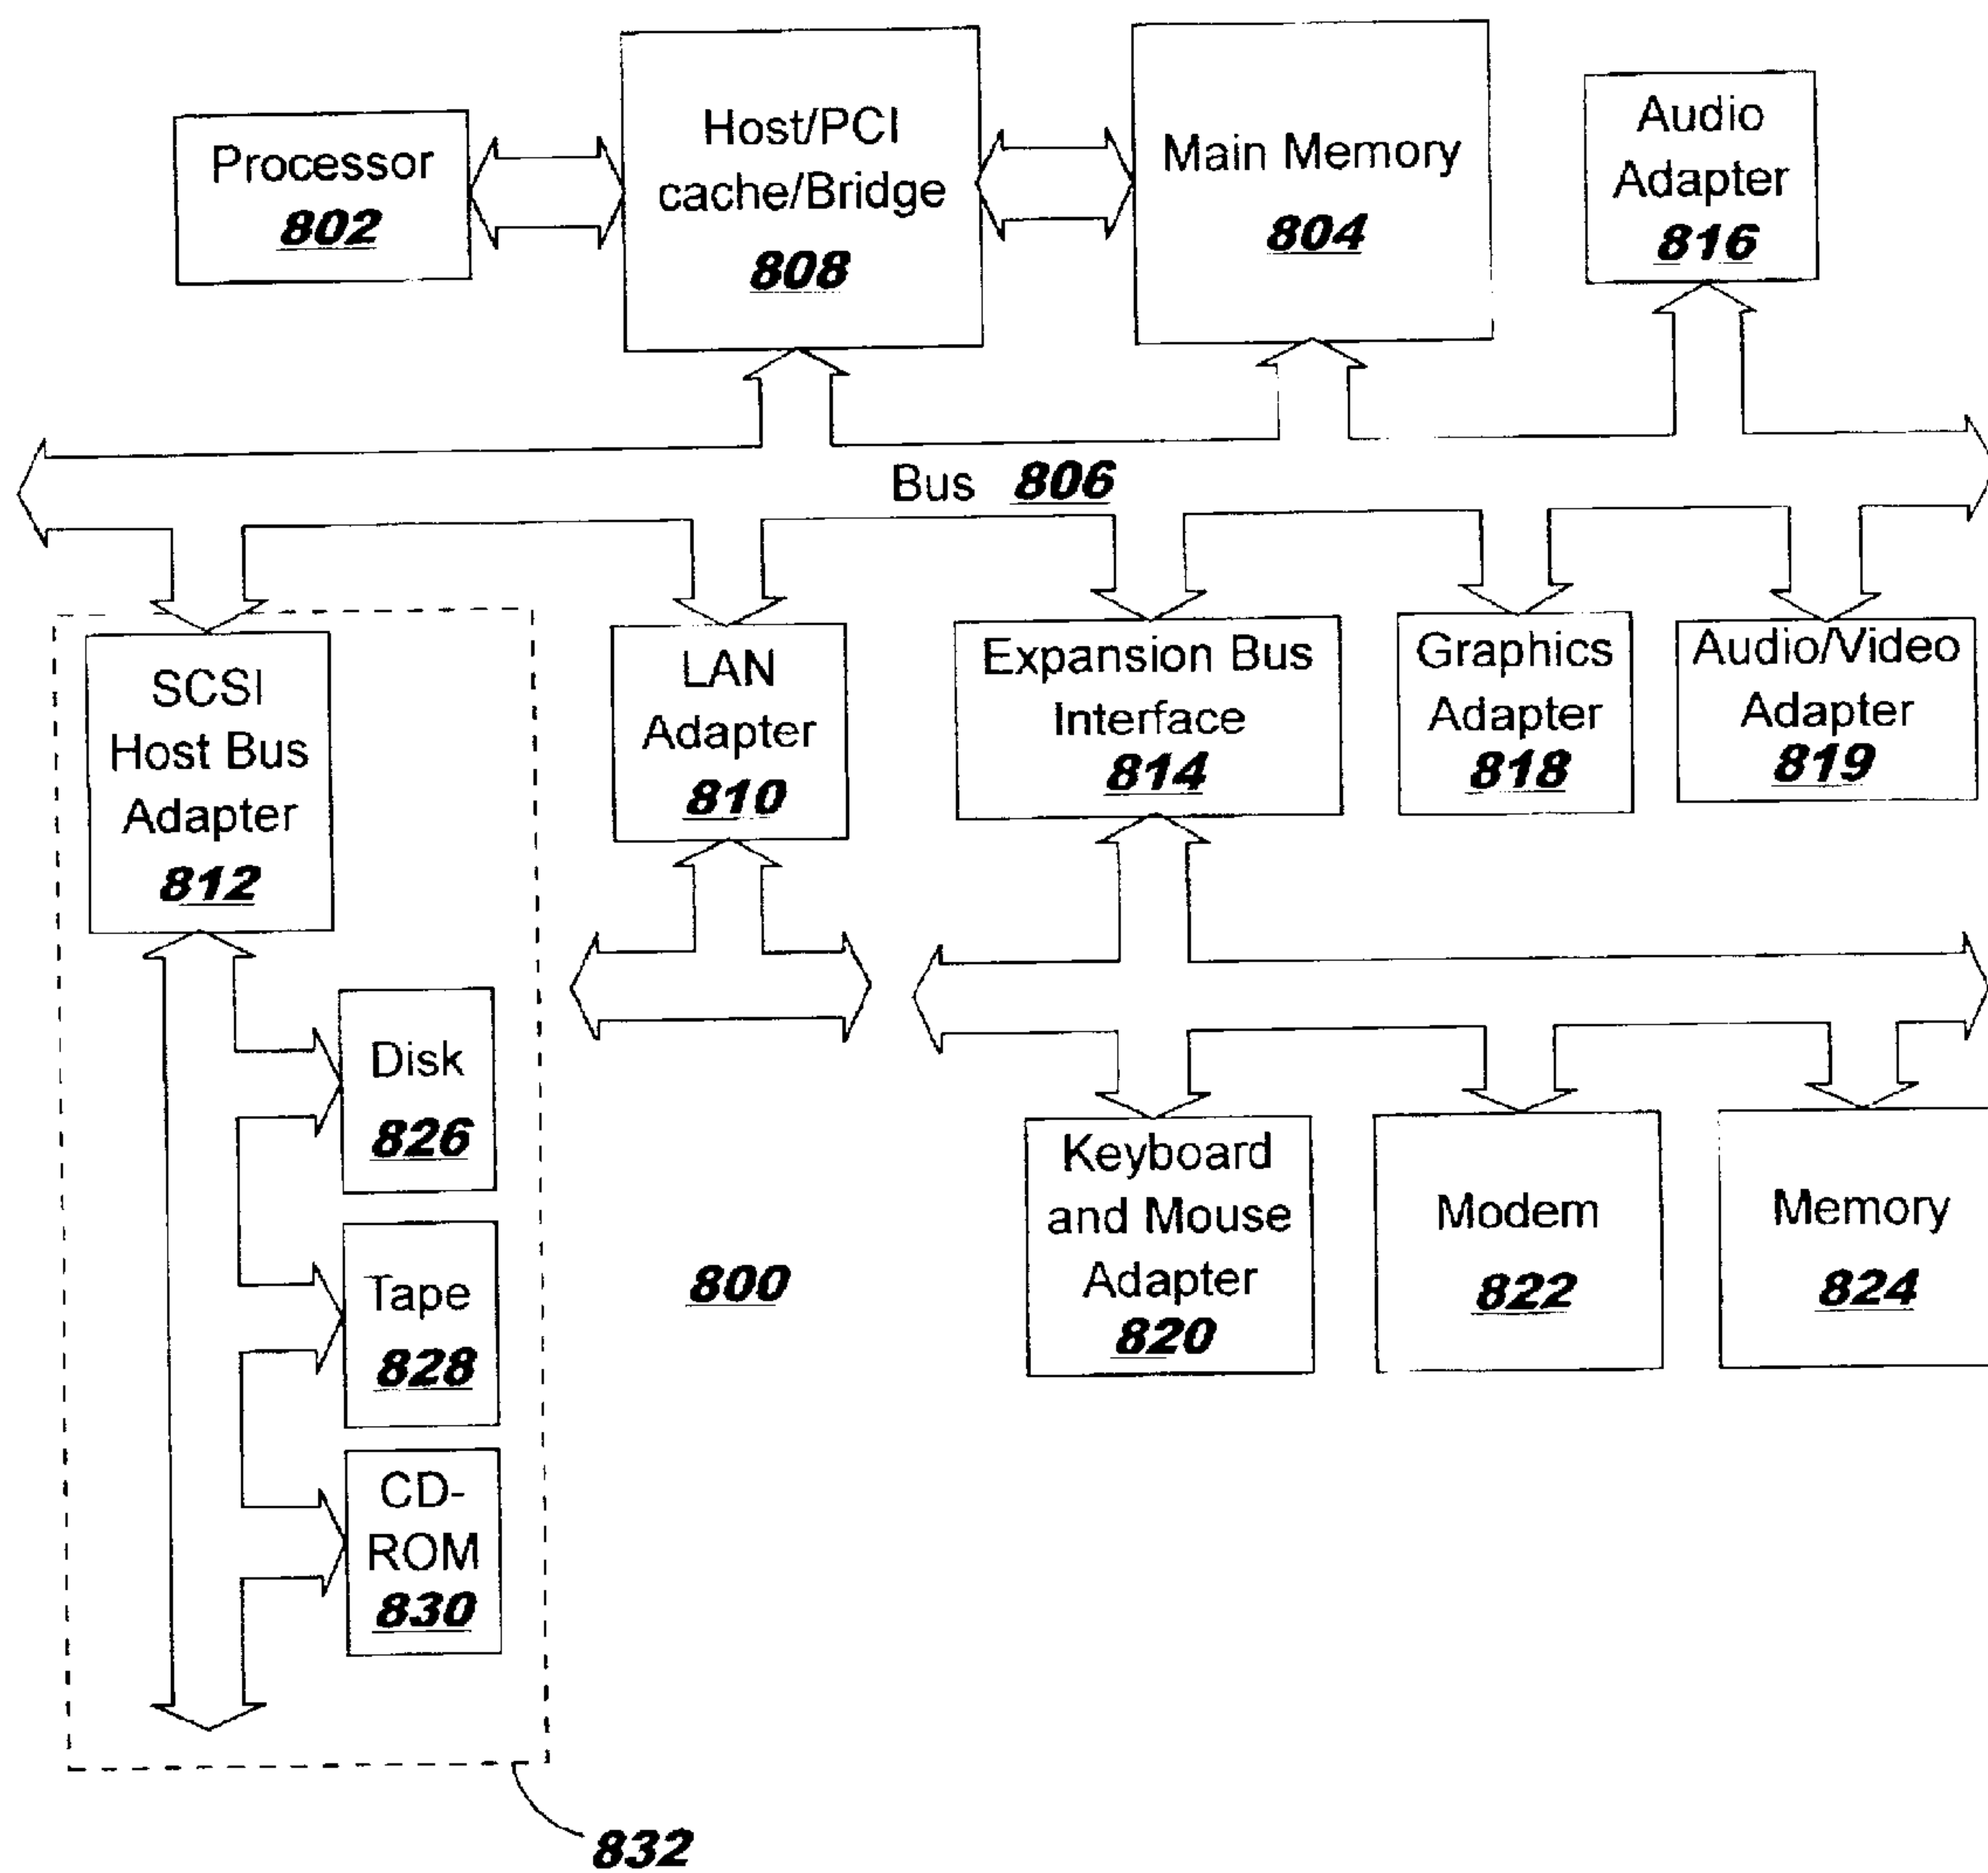 Processor
802
Host/PCI
cache/Bridge
808
Main Memory
804
Audio
Adapter
816
Bus 806
SCSI
Host Bus
Adapter
812
LAN
Adapter
810
Expansion Bus
Interface
814
Graphics
Adapter
818
Audio/Video
Adapter
819
Disk
826
Tape
828
CD-
ROM
830
800
Keyboard
and Mouse
Adapter
820
Modem
822
Memory
824
832